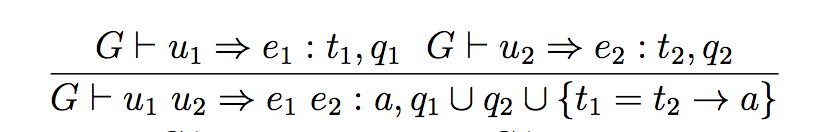 G ⊢ u₁ ⇒ e₁ : t₁, q₁ G ⊢ u₂ ⇒ e₂ : t₂, q₂
G ⊢ u₁ u₂ ⇒ e₁ e₂ : a, q₁ ∪ q₂ ∪ {t₁ = t₂ → a}